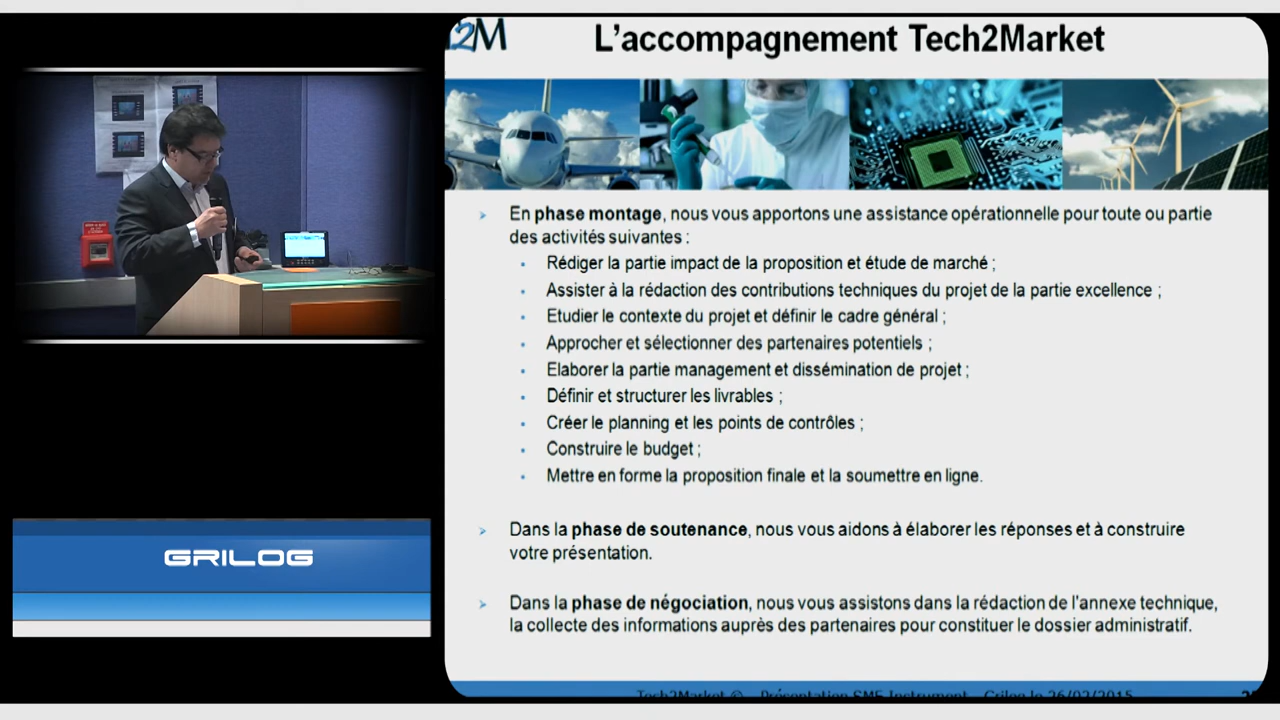 2M
L'accompagnement Tech2Market
En phase montage, nous vous apportons une assistance opérationnelle pour toute ou partie
des activités suivantes :
Rédiger la partie impact de la proposition et étude de marché ;
Assister à la rédaction des contributions techniques du projet de la partie excellence ;
Etudier le contexte du projet et définir le cadre général ;
Approcher et sélectionner des partenaires potentiels ;
Elaborer la partie management et dissémination de projet ;
Définir et structurer les livrables ;
Créer le planning et les points de contrôles ;
Construire le budget ;
Mettre en forme la proposition finale et la soumettre en ligne.
Dans la phase de soutenance, nous vous aidons à élaborer les réponses et à construire
votre présentation.
Dans la phase de négociation, nous vous assistons dans la rédaction de l'annexe technique,
la collecte des informations auprès des partenaires pour constituer le dossier administratif.
Tech2Market © Présentation SME Instrument Grilog le 26/02/2015
GRILOG